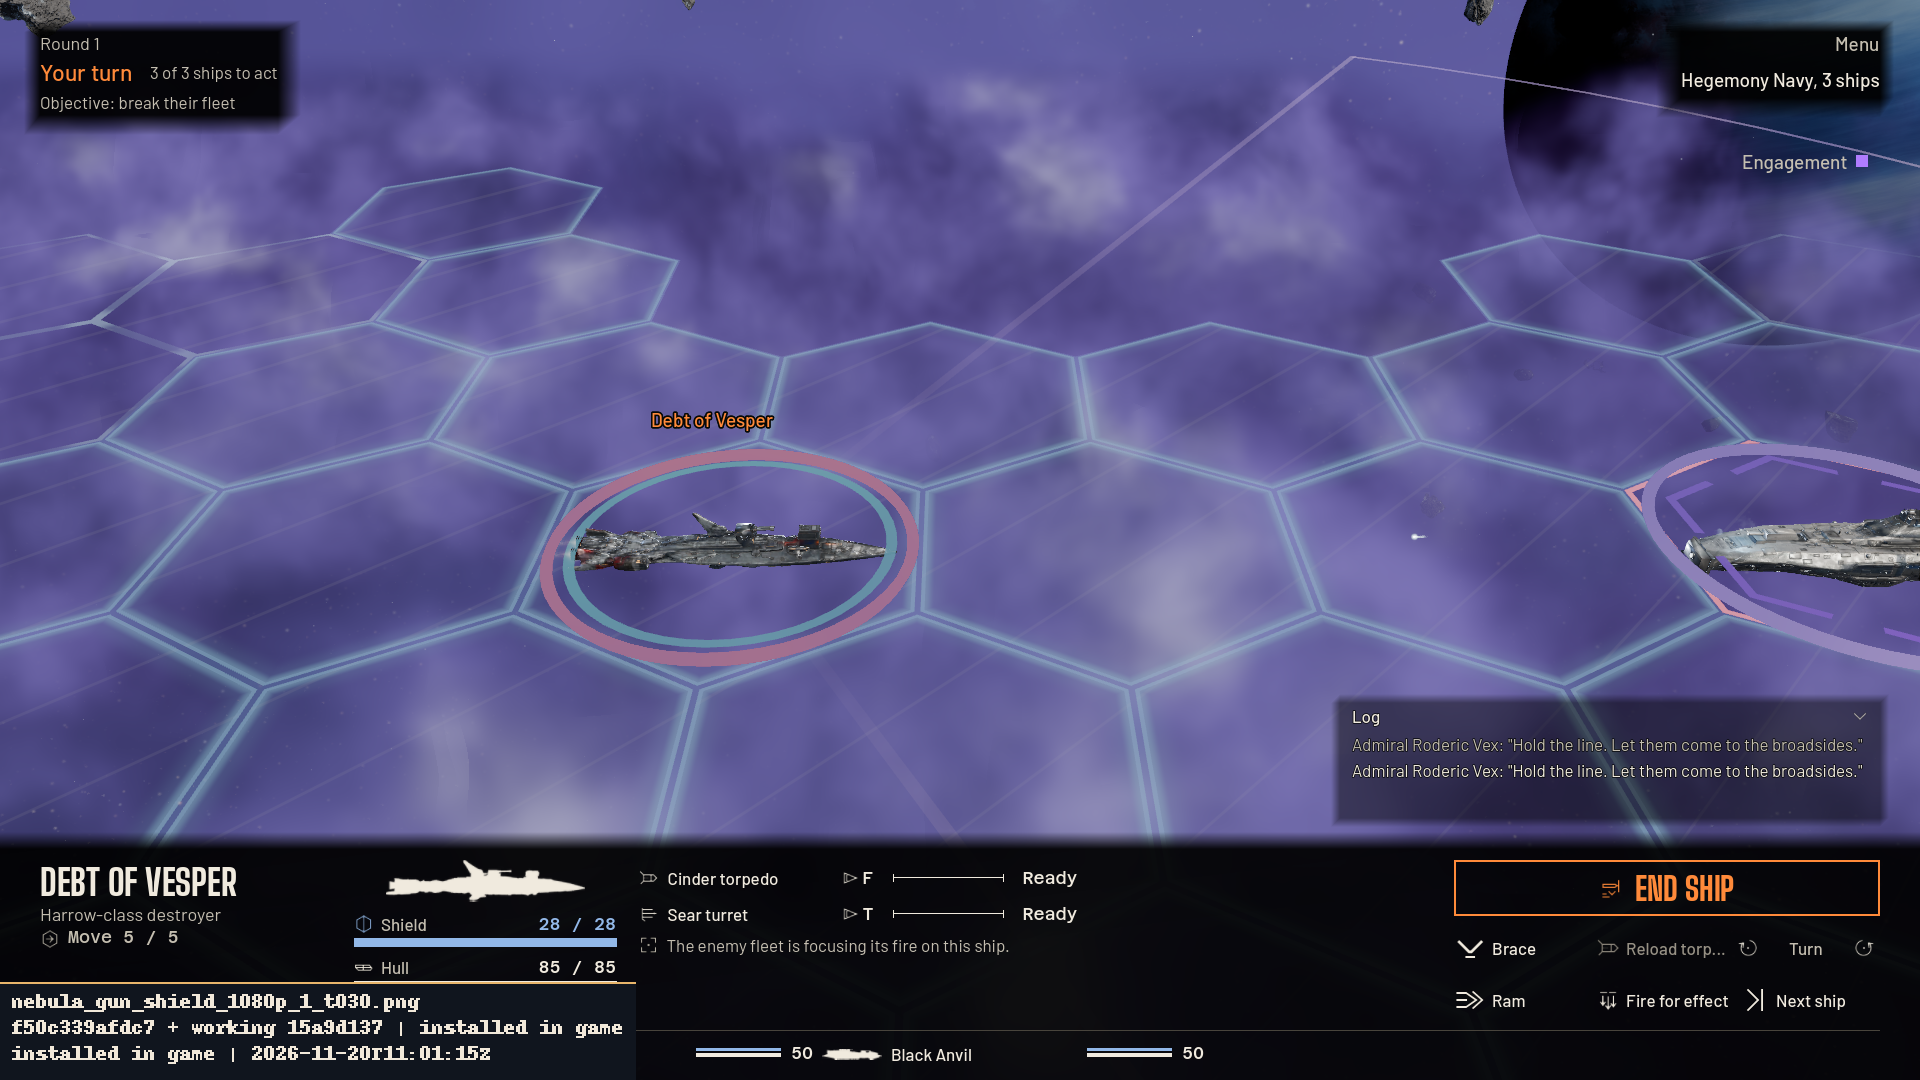 Round 1
Your turn 3 of 3 ships to act
Objective: break their fleet
Menu
Hegemony Navy, 3 ships
Engagement
Debt of Vesper
Log
Admiral Roderic Vex: "Hold the line. Let them come to the broadsides."
Admiral Roderic Vex: "Hold the line. Let them come to the broadsides."
DEBT OF VESPER
Harrow-class destroyer
Move 5 / 5
Shield 28 / 28
Hull 85 / 85
Cinder torpedo F Ready
Sear turret T Ready
The enemy fleet is focusing its fire on this ship.
END SHIP
Brace Reload torp... Turn
Ram Fire for effect Next ship
nebula_gun_shield_1080p_1_t030.png
f50c339afdc7 + working 15a9d137 | installed in game
installed in game | 2026-11-20T11:01:15Z
50 Black Anvil 50